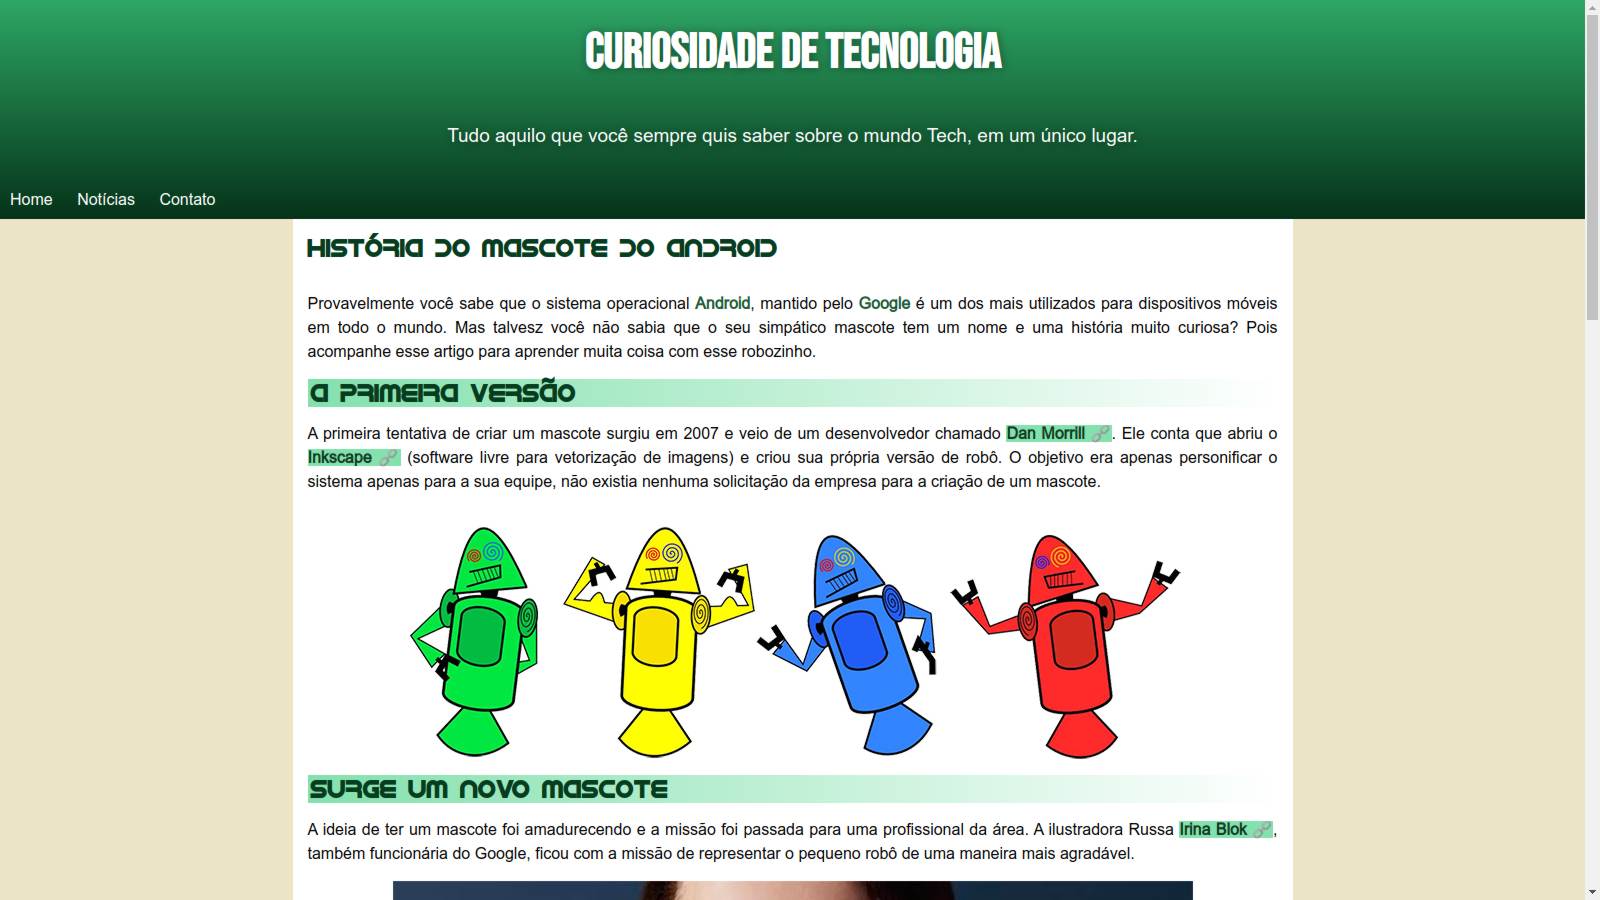 CURIOSIDADE DE TECNOLOGIA
Tudo aquilo que você sempre quis saber sobre o mundo Tech, em um único lugar.
Home Notícias Contato
HISTÓRIA DO MASCOTE DO ANDROID
Provavelmente você sabe que o sistema operacional Android, mantido pelo Google é um dos mais utilizados para dispositivos móveis
em todo o mundo. Mas talvesz você não sabia que o seu simpático mascote tem um nome e uma história muito curiosa? Pois
acompanhe esse artigo para aprender muita coisa com esse robozinho.
A PRIMEIRA VERSÃO
A primeira tentativa de criar um mascote surgiu em 2007 e veio de um desenvolvedor chamado Dan Morrill 🔗. Ele conta que abriu o
Inkscape 🔗 (software livre para vetorização de imagens) e criou sua própria versão de robô. O objetivo era apenas personificar o
sistema apenas para a sua equipe, não existia nenhuma solicitação da empresa para a criação de um mascote.
SURGE UM NOVO MASCOTE
A ideia de ter um mascote foi amadurecendo e a missão foi passada para uma profissional da área. A ilustradora Russa Irina Blok 🔗,
também funcionária do Google, ficou com a missão de representar o pequeno robô de uma maneira mais agradável.